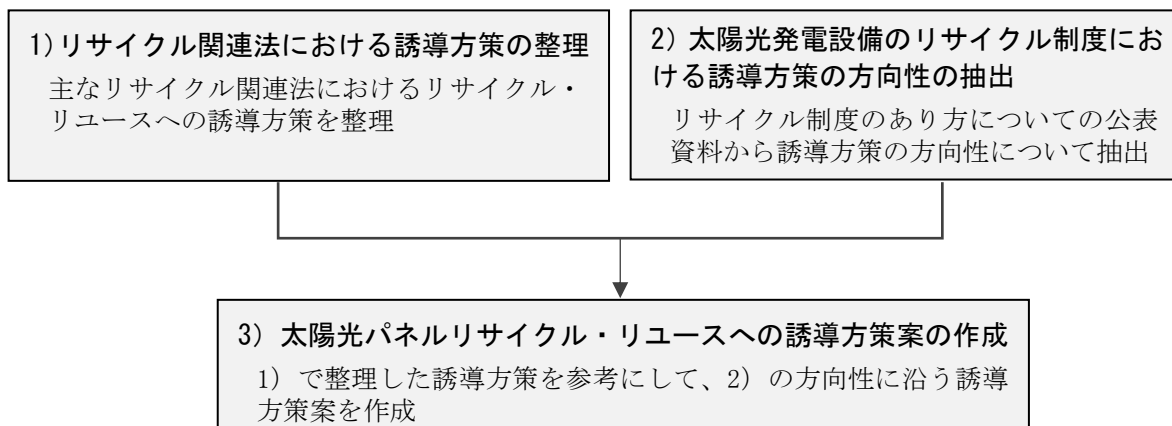 1)リサイクル関連法における誘導方策の整理
主なリサイクル関連法におけるリサイクル・
リユースへの誘導方策を整理
2) 太陽光発電設備のリサイクル制度にお
ける誘導方策の方向性の抽出
リサイクル制度のあり方についての公表
資料から誘導方策の方向性について抽出
3) 太陽光パネルリサイクル・リユースへの誘導方策案の作成
1) で整理した誘導方策を参考にして、2) の方向性に沿う誘導
方策案を作成